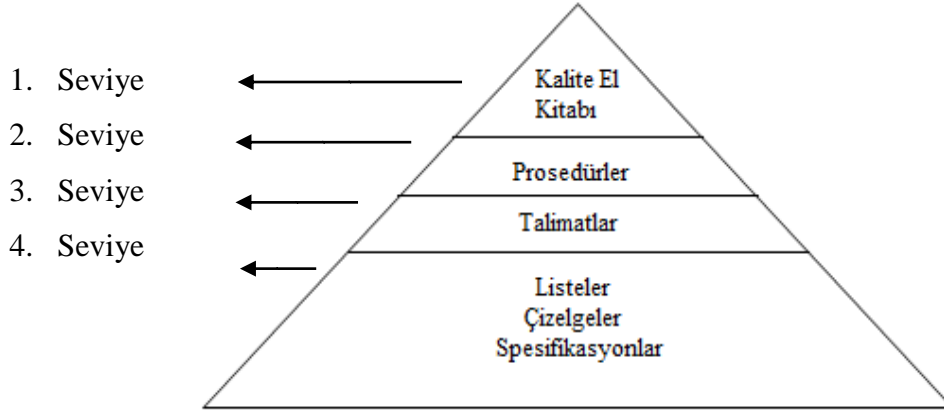 1. Seviye
2. Seviye
3. Seviye
4. Seviye
Kalite El
Kitabı
Prosedürler
Talimatlar
Listeler
Çizelgeler
Spesifikasyonlar